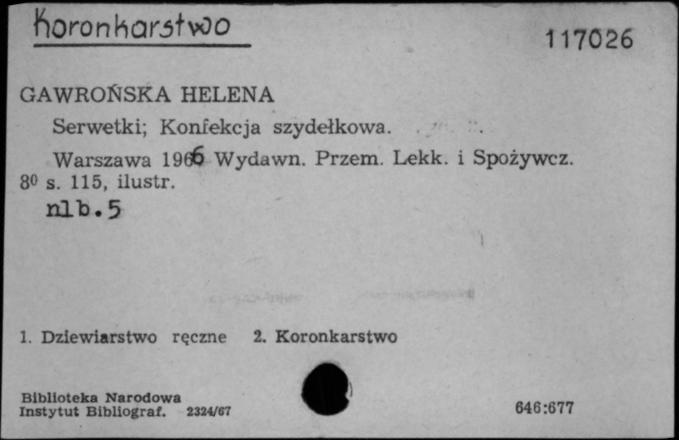 Koronkarstwo
117026
GAWROŃSKA HELENA
Serwetki; Konfekcja szydełkowa.
Warszawa 1966 Wydawn. Przem. Lekk. i Spożywcz.
8⁰ s. 115, ilustr.
nlb.5
1. Dziewiarstwo ręczne 2. Koronkarstwo
Biblioteka Narodowa
Instytut Bibliograf. 2324/67
646:677